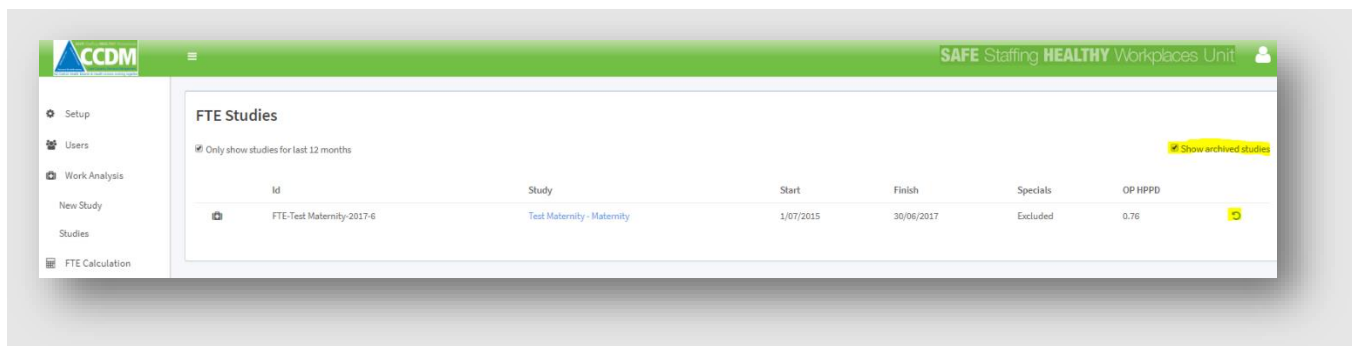 CCDM
SAFE Staffing HEALTHY Workplaces Unit
Setup
Users
Work Analysis
New Study
Studies
FTE Calculation
FTE Studies
Only show studies for last 12 months
Show archived studies
Id Study Start Finish Specials OP HPPD
FTE-Test Maternity-2017-6 Test Maternity - Maternity 1/07/2015 30/06/2017 Excluded 0.76